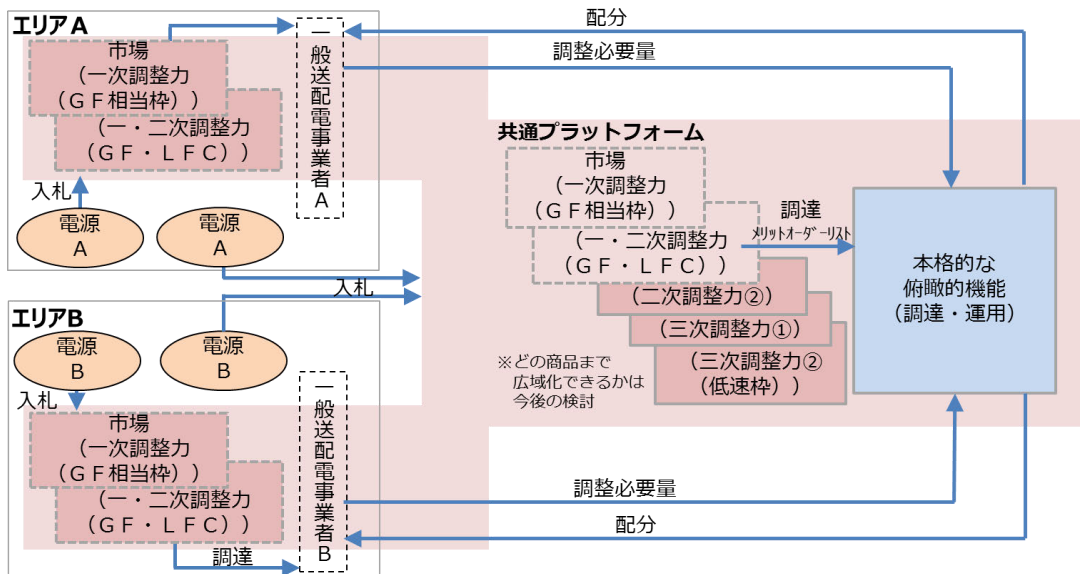 エリアA
市場
（一次調整力
（ＧＦ相当枠））
（一・二次調整力
（ＧＦ・ＬＦＣ））
入札
電源
A
電源
A
一般送配電事業者A
配分
調整必要量
入札
共通プラットフォーム
市場
（一次調整力
（ＧＦ相当枠））
（一・二次調整力
（ＧＦ・ＬＦＣ））
（二次調整力②）
（三次調整力①）
（三次調整力②
（低速枠））
※どの商品まで
広域化できるかは
今後の検討
調達
ﾒﾘｯﾄｵｰﾀﾞｰﾘｽﾄ
本格的な
俯瞰的機能
（調達・運用）
エリアB
電源
B
電源
B
入札
市場
（一次調整力
（ＧＦ相当枠））
（一・二次調整力
（ＧＦ・ＬＦＣ））
調達
一般送配電事業者B
調整必要量
配分